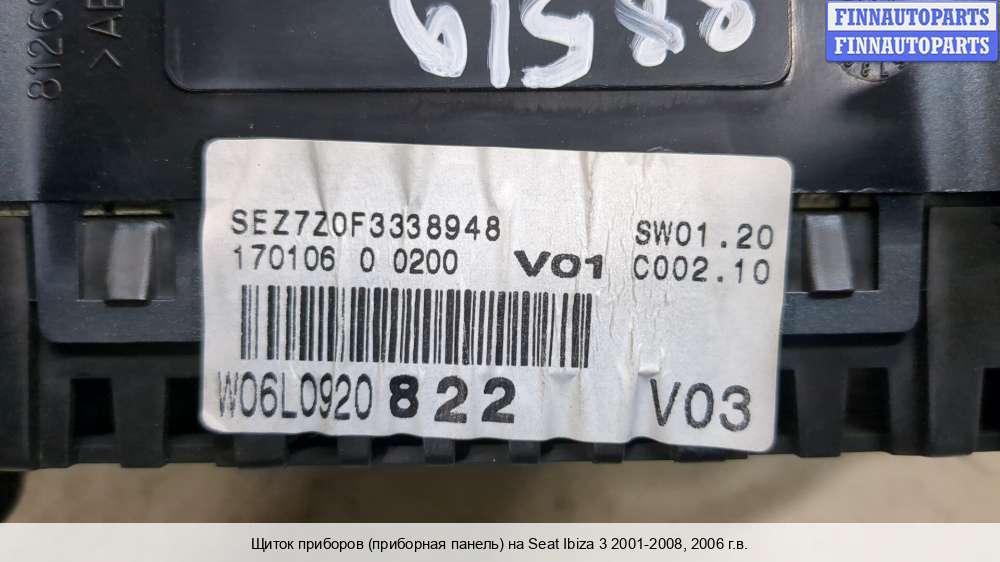 FINNAUTOPARTS
FINNAUTOPARTS
SEZ7Z0F3338948
SW01.20
170106 0 0200 V01 C002.10
W06L0920 822 V03
Щиток приборов (приборная панель) на Seat Ibiza 3 2001-2008, 2006 г.в.